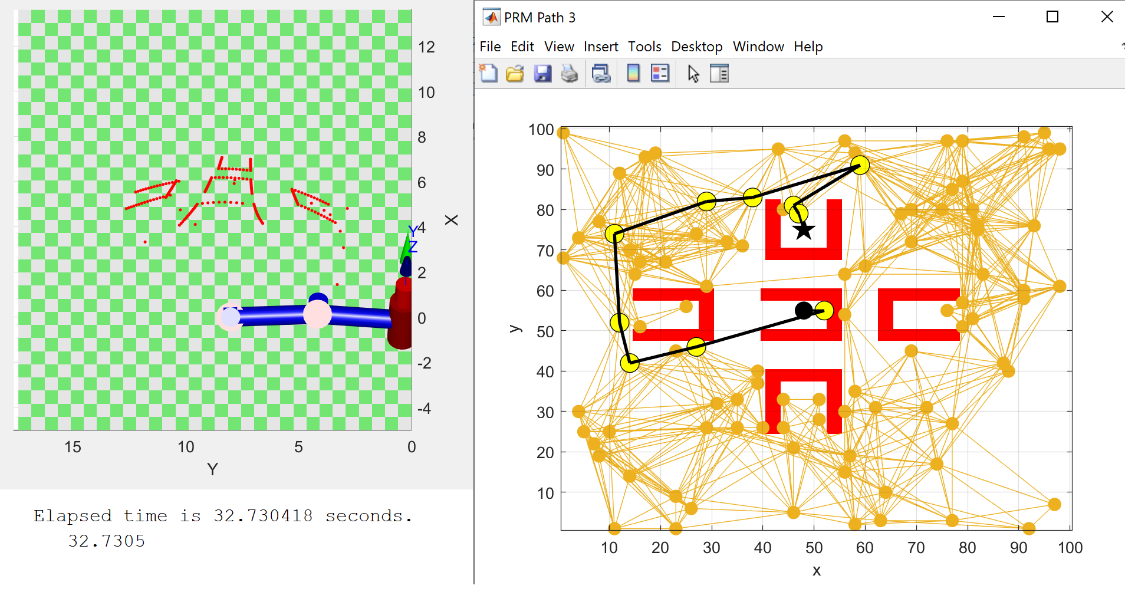 PRM Path 3
File Edit View Insert Tools Desktop Window Help
12
10
8
6
4
2
0
-2
-4
X
Y
Z
15 10 5 0
Y
Elapsed time is 32.730418 seconds.
32.7305
100
90
80
70
60
50
40
30
20
10
y
10 20 30 40 50 60 70 80 90 100
x